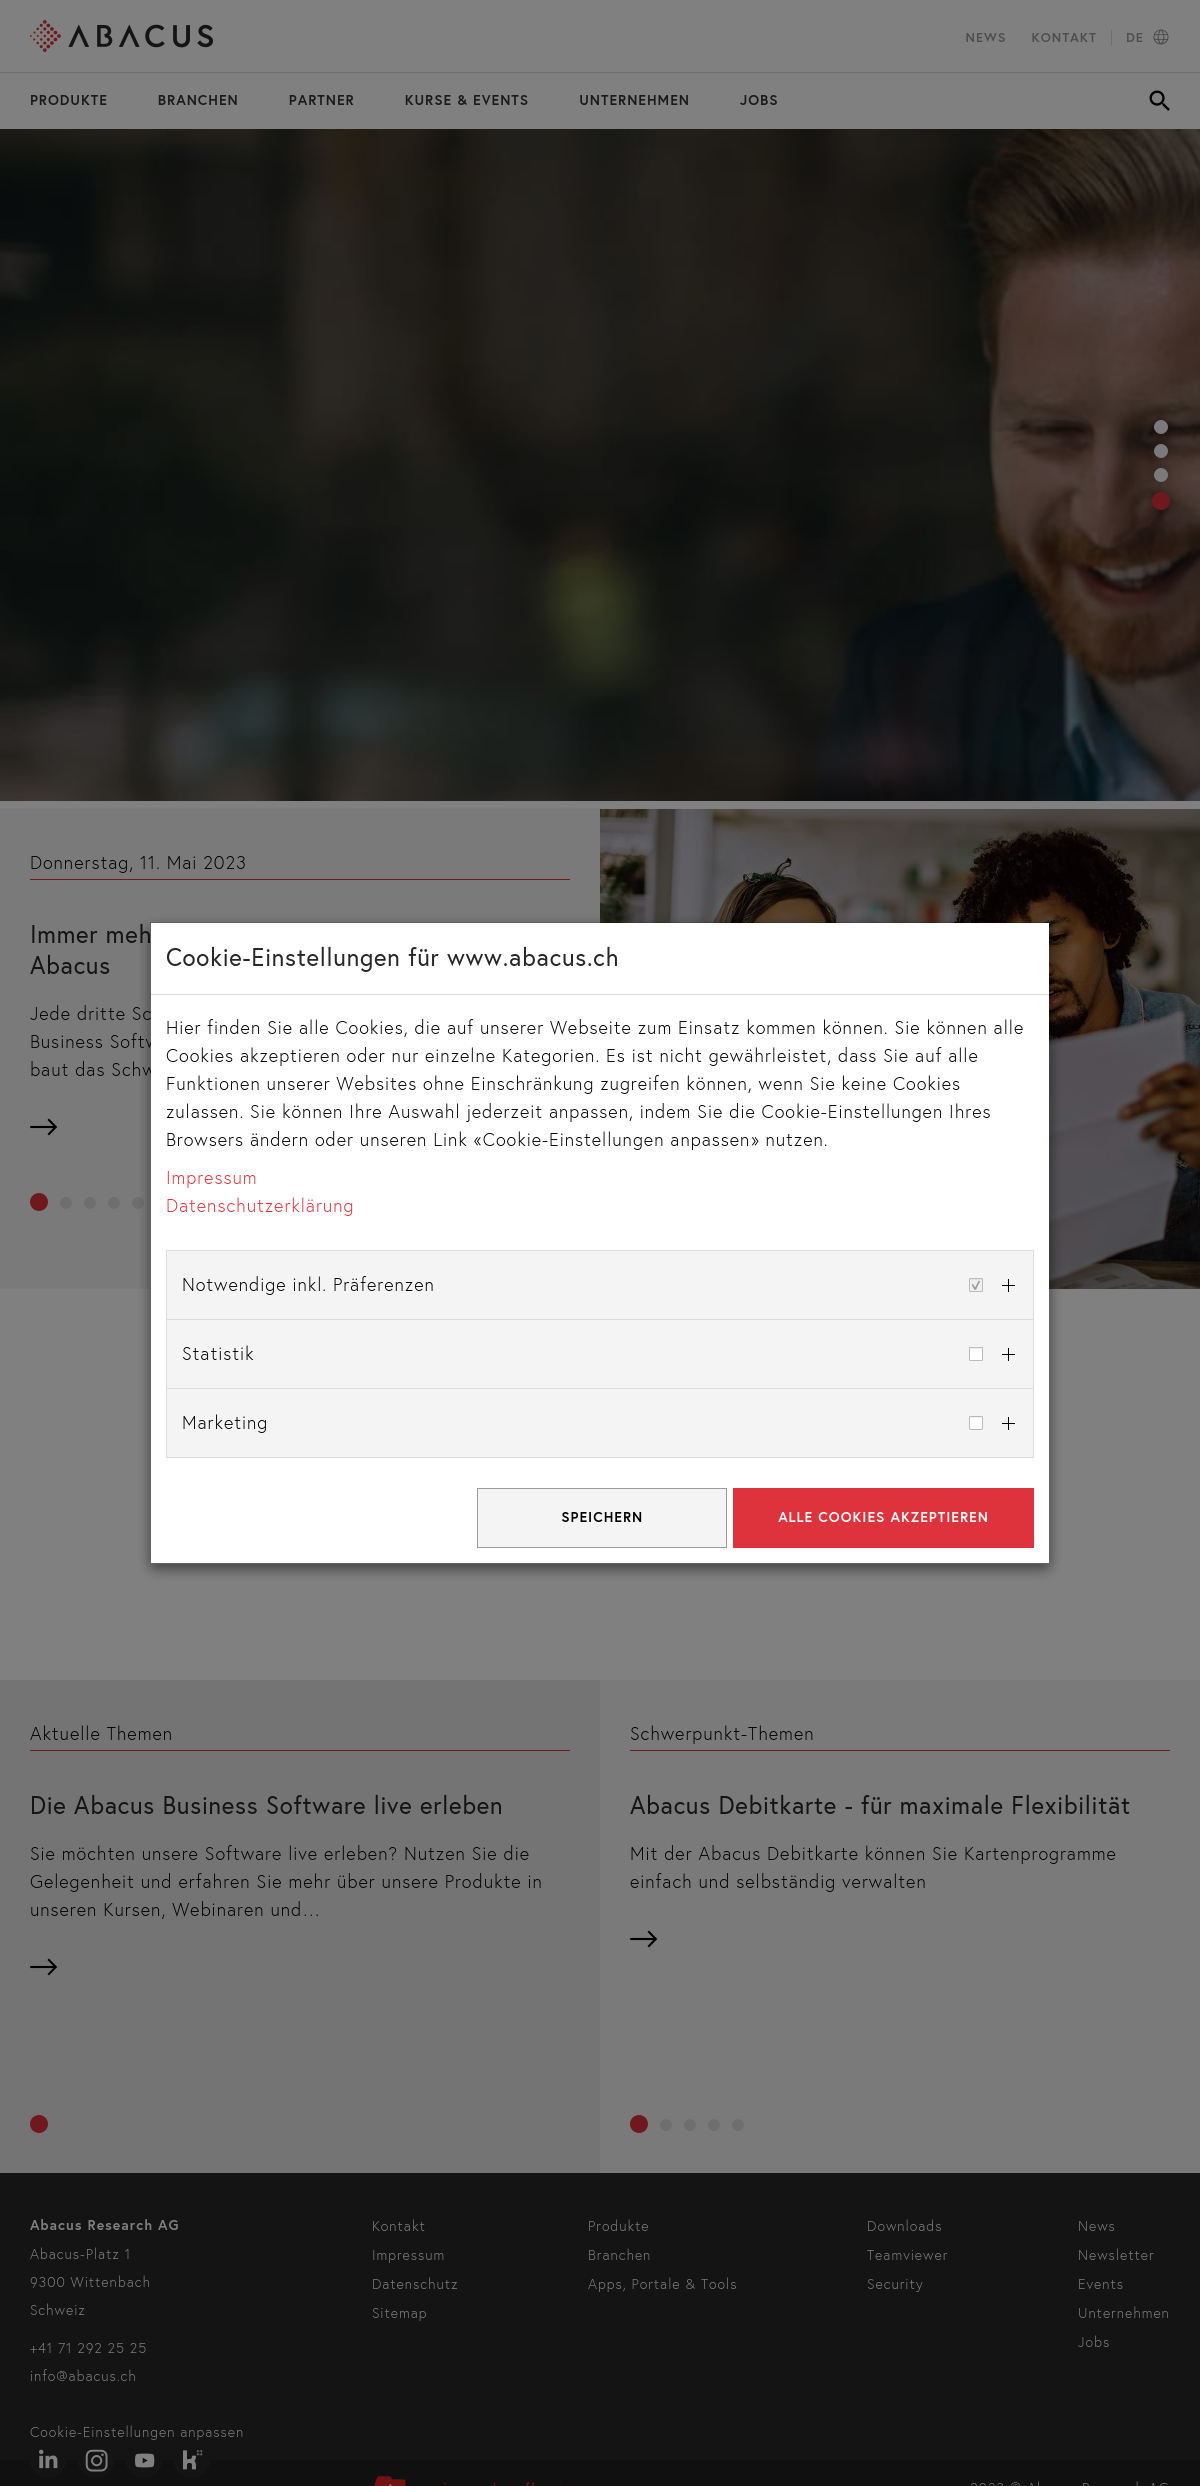 ABACUS
NEWS
KONTAKT
DE
PRODUKTE
BRANCHEN
PARTNER
KURSE & EVENTS
UNTERNEHMEN
JOBS
Donnerstag, 11. Mai 2023
Immer meh
Abacus
Jede dritte Sc
Business Softw
baut das Schw
Cookie-Einstellungen für www.abacus.ch
Hier finden Sie alle Cookies, die auf unserer Webseite zum Einsatz kommen können. Sie können alle
Cookies akzeptieren oder nur einzelne Kategorien. Es ist nicht gewährleistet, dass Sie auf alle
Funktionen unserer Websites ohne Einschränkung zugreifen können, wenn Sie keine Cookies
zulassen. Sie können Ihre Auswahl jederzeit anpassen, indem Sie die Cookie-Einstellungen Ihres
Browsers ändern oder unseren Link «Cookie-Einstellungen anpassen» nutzen.
Impressum
Datenschutzerklärung
Notwendige inkl. Präferenzen
Statistik
Marketing
SPEICHERN
ALLE COOKIES AKZEPTIEREN
Aktuelle Themen
Die Abacus Business Software live erleben
Sie möchten unsere Software live erleben? Nutzen Sie die
Gelegenheit und erfahren Sie mehr über unsere Produkte in
unseren Kursen, Webinaren und...
Schwerpunkt-Themen
Abacus Debitkarte - für maximale Flexibilität
Mit der Abacus Debitkarte können Sie Kartenprogramme
einfach und selbständig verwalten
Abacus Research AG
Abacus-Platz 1
9300 Wittenbach
Schweiz
+41 71 292 25 25
info@abacus.ch
Cookie-Einstellungen anpassen
Kontakt
Impressum
Datenschutz
Sitemap
Produkte
Branchen
Apps, Portale & Tools
Downloads
Teamviewer
Security
News
Newsletter
Events
Unternehmen
Jobs
2023 © Abacus Research AG